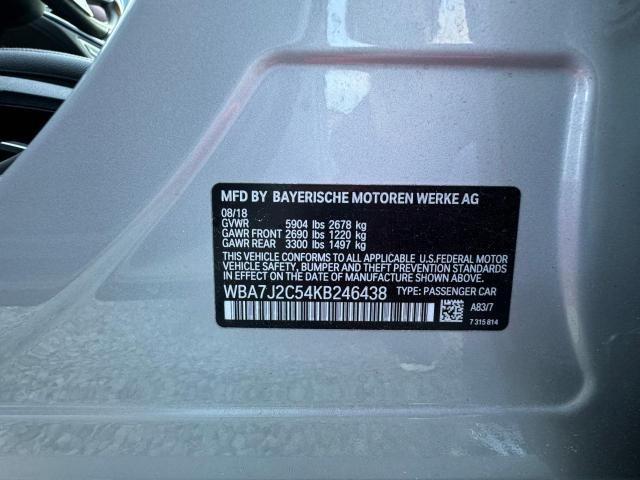 MFD BY BAYERISCHE MOTOREN WERKE AG
08/18
GVWR 5904 lbs 2678 kg
GAWR FRONT 2690 lbs 1220 kg
GAWR REAR 3300 lbs 1497 kg
THIS VEHICLE CONFORMS TO ALL APPLICABLE U.S.FEDERAL MOTOR
VEHICLE SAFETY, BUMPER AND THEFT PREVENTION
STANDARDS IN EFFECT ON THE DATE OF MANUFACTURE
SHOWN ABOVE.
WBA7J2C54KB246438 TYPE: PASSENGER CAR
A83/7
7 315 814